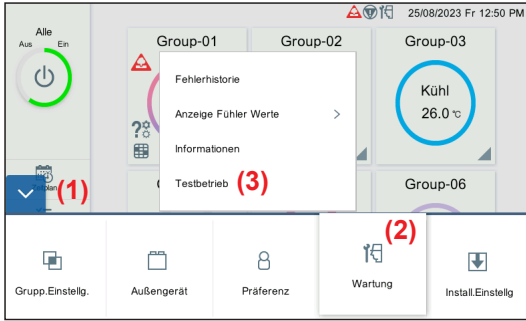 25/08/2023 Fr 12:50 PM
Alle
Aus Ein
Group-01
Group-02
Group-03
Kühl
26.0 °C
Fehlerhistorie
Anzeige Fühler Werte
Informationen
Testbetrieb (3)
(1)
Group-06
(2)
Grupp.Einstellg.
Außengerät
Präferenz
Wartung
Install.Einstellg